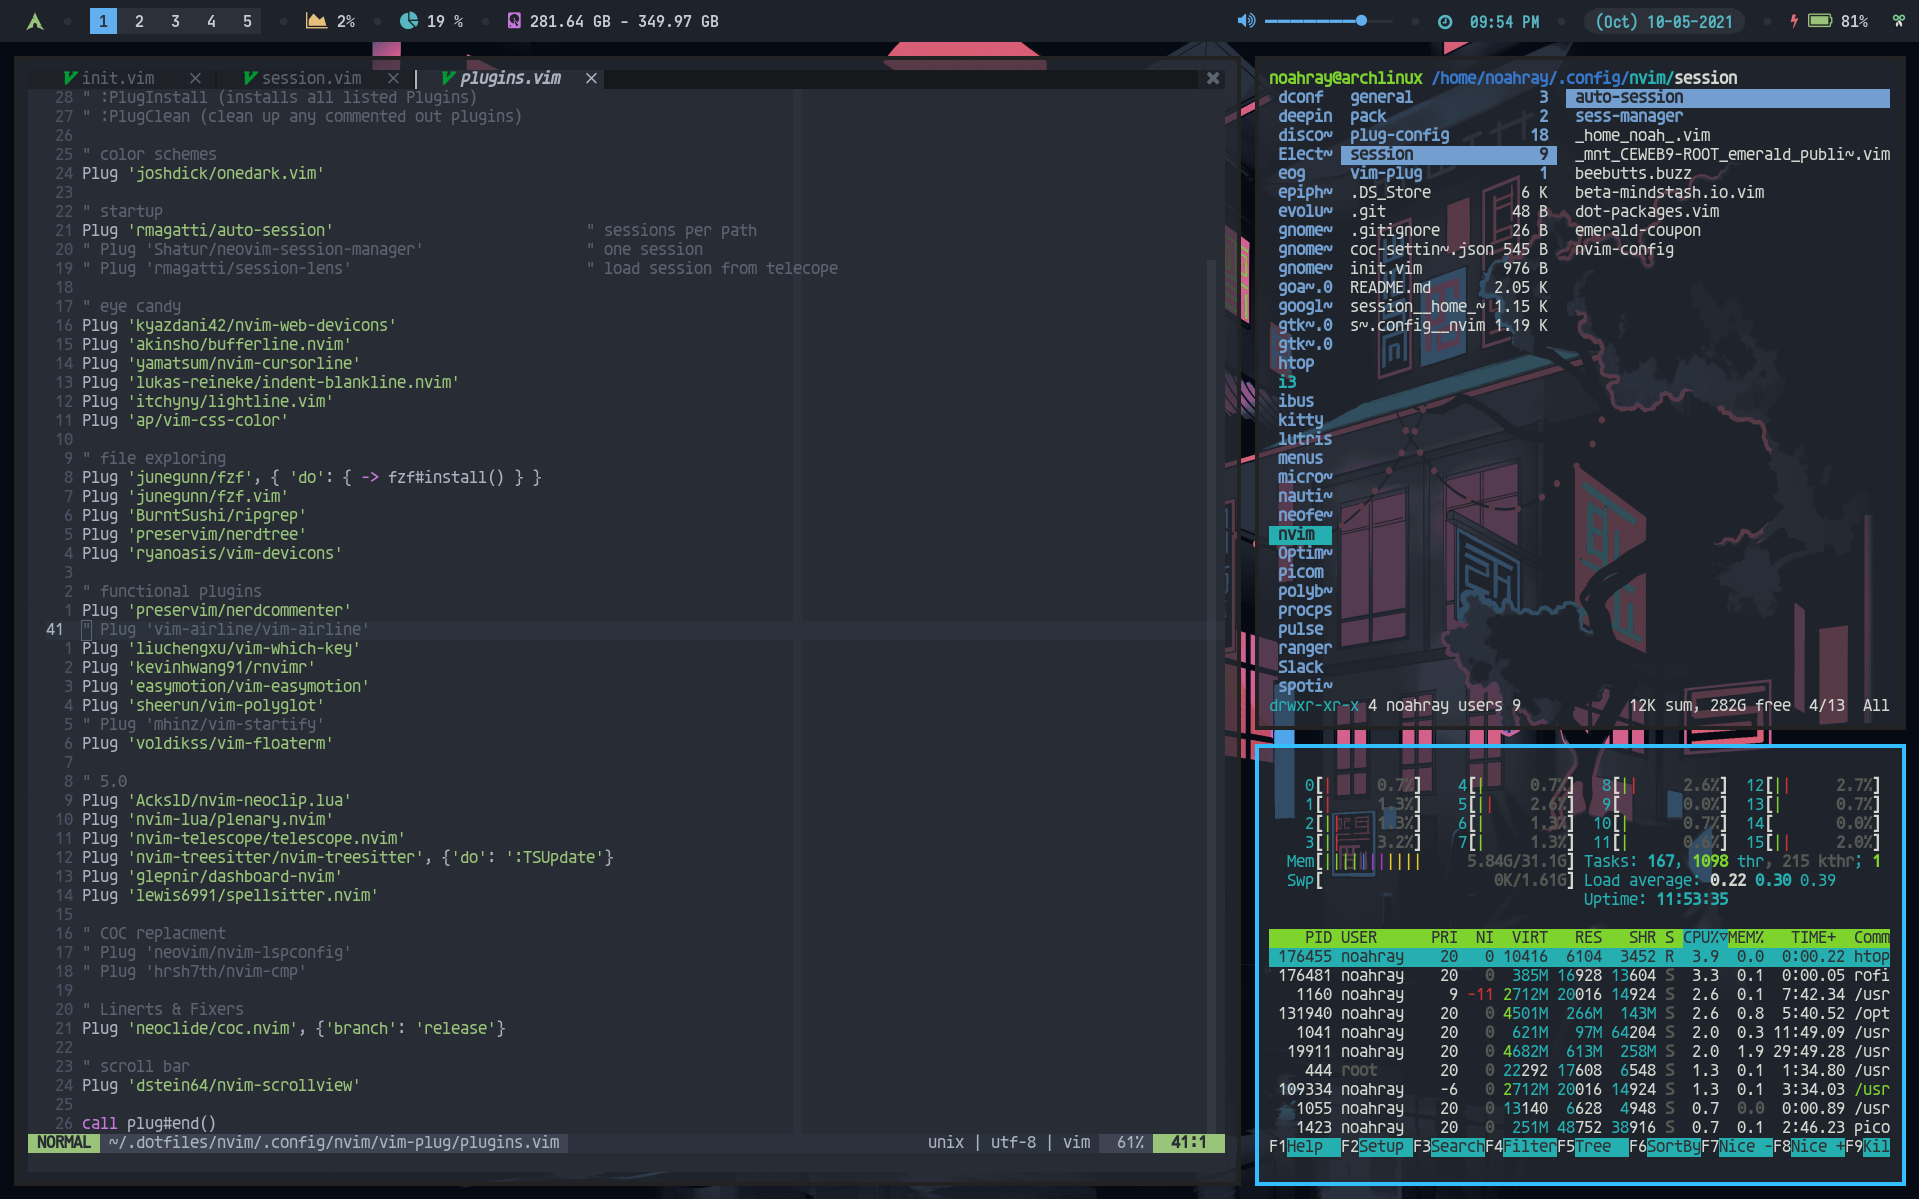 1 2 3 4 5 2% 19 % 281.64 GB - 349.97 GB 09:54 PM (Oct) 10-05-2021 81%
init.vim × session.vim × plugins.vim ×
28 " :PlugInstall (installs all listed Plugins)
27 " :PlugClean (clean up any commented out plugins)
26
25 " color schemes
24 Plug 'joshdick/onedark.vim'
23
22 " startup
21 Plug 'rmagatti/auto-session' " sessions per path
20 " Plug 'Shatur/neovim-session-manager' " one session
19 " Plug 'rmagatti/session-lens' " load session from telecope
18
17 " eye candy
16 Plug 'kyazdani42/nvim-web-devicons'
15 Plug 'akinsho/bufferline.nvim'
14 Plug 'yamatsum/nvim-cursorline'
13 Plug 'lukas-reineke/indent-blankline.nvim'
12 Plug 'itchyny/lightline.vim'
11 Plug 'ap/vim-css-color'
10
9 " file exploring
8 Plug 'junegunn/fzf', { 'do': { -> fzf#install() } }
7 Plug 'junegunn/fzf.vim'
6 Plug 'BurntSushi/ripgrep'
5 Plug 'preservim/nerdtree'
4 Plug 'ryanoasis/vim-devicons'
3
2 " functional plugins
1 Plug 'preservim/nerdcommenter'
41 " Plug 'vim-airline/vim-airline'
1 Plug 'liuchengxu/vim-which-key'
2 Plug 'kevinhwang91/rnvimr'
3 Plug 'easymotion/vim-easymotion'
4 Plug 'sheerun/vim-polyglot'
5 " Plug 'mhinz/vim-startify'
6 Plug 'voldikss/vim-floaterm'
7
8 " 5.0
9 Plug 'AckslD/nvim-neoclip.lua'
10 Plug 'nvim-lua/plenary.nvim'
11 Plug 'nvim-telescope/telescope.nvim'
12 Plug 'nvim-treesitter/nvim-treesitter', {'do': ':TSUpdate'}
13 Plug 'glepnir/dashboard-nvim'
14 Plug 'lewis6991/spellsitter.nvim'
15
16 " COC replacment
17 " Plug 'neovim/nvim-lspconfig'
18 " Plug 'hrsh7th/nvim-cmp'
19
20 " Linerts & Fixers
21 Plug 'neoclide/coc.nvim', {'branch': 'release'}
22
23 " scroll bar
24 Plug 'dstein64/nvim-scrollview'
25
26 call plug#end()
NORMAL ~/.dotfiles/nvim/.config/nvim/vim-plug/plugins.vim unix | utf-8 | vim 61% 41:1
noahray@archlinux /home/noahray/.config/nvim/session
dconf general 3 auto-session
deepin pack 2 sess-manager
disco~ plug-config 18 _home_noah_.vim
Elect~ session 9 _mnt_CEWEB9-ROOT_emerald_publi~.vim
eog vim-plug 1 beebutts.buzz
epiph~ .DS_Store 6 K beta-mindstash.io.vim
evolu~ .git 48 B dot-packages.vim
gnome~ .gitignore 26 B emerald-coupon
gnome~ coc-settin~.json 545 B nvim-config
gnome~ init.vim 976 B
goa~.0 README.md 2.05 K
googl~ session__home_~ 1.15 K
gtk~.0 s~.config__nvim 1.19 K
gtk~.0
htop
i3
ibus
kitty
lutris
menus
micro~
nauti~
neofe~
nvim
Optim~
picom
polyb~
procps
pulse
ranger
Slack
spoti~
drwxr-xr-x 4 noahray users 9 12K sum, 282G free 4/13 All
0[| 0.7%] 4[| 0.7%] 8[|| 2.6%] 12[|| 2.7%]
1[| 1.3%] 5[|| 2.6%] 9[ 0.0%] 13[| 0.7%]
2[|| 1.3%] 6[| 1.3%] 10[| 0.7%] 14[ 0.0%]
3[|| 3.2%] 7[| 1.3%] 11[| 0.6%] 15[|| 2.0%]
Mem[||||||||||| 5.84G/31.1G] Tasks: 167, 1098 thr, 215 kthr; 1
Swp[ 0K/1.61G] Load average: 0.22 0.30 0.39
Uptime: 11:53:35
PID USER PRI NI VIRT RES SHR S CPU%▽MEM% TIME+ Comm
176455 noahray 20 0 10416 6104 3452 R 3.9 0.0 0:00.22 htop
176481 noahray 20 0 385M 16928 13604 S 3.3 0.1 0:00.05 rofi
1160 noahray 9 -11 2712M 20016 14924 S 2.6 0.1 7:42.34 /usr
131940 noahray 20 0 4501M 266M 143M S 2.6 0.8 5:40.52 /opt
1041 noahray 20 0 621M 97M 64204 S 2.0 0.3 11:49.09 /usr
19911 noahray 20 0 4682M 613M 258M S 2.0 1.9 29:49.28 /usr
444 root 20 0 22292 17608 6548 S 1.3 0.1 1:34.80 /usr
109334 noahray -6 0 2712M 20016 14924 S 1.3 0.1 3:34.03 /usr
1055 noahray 20 0 13140 6628 4948 S 0.7 0.0 0:00.89 /usr
1423 noahray 20 0 251M 48752 38916 S 0.7 0.1 2:46.23 pico
F1Help F2Setup F3SearchF4FilterF5Tree F6SortByF7Nice -F8Nice +F9Kil